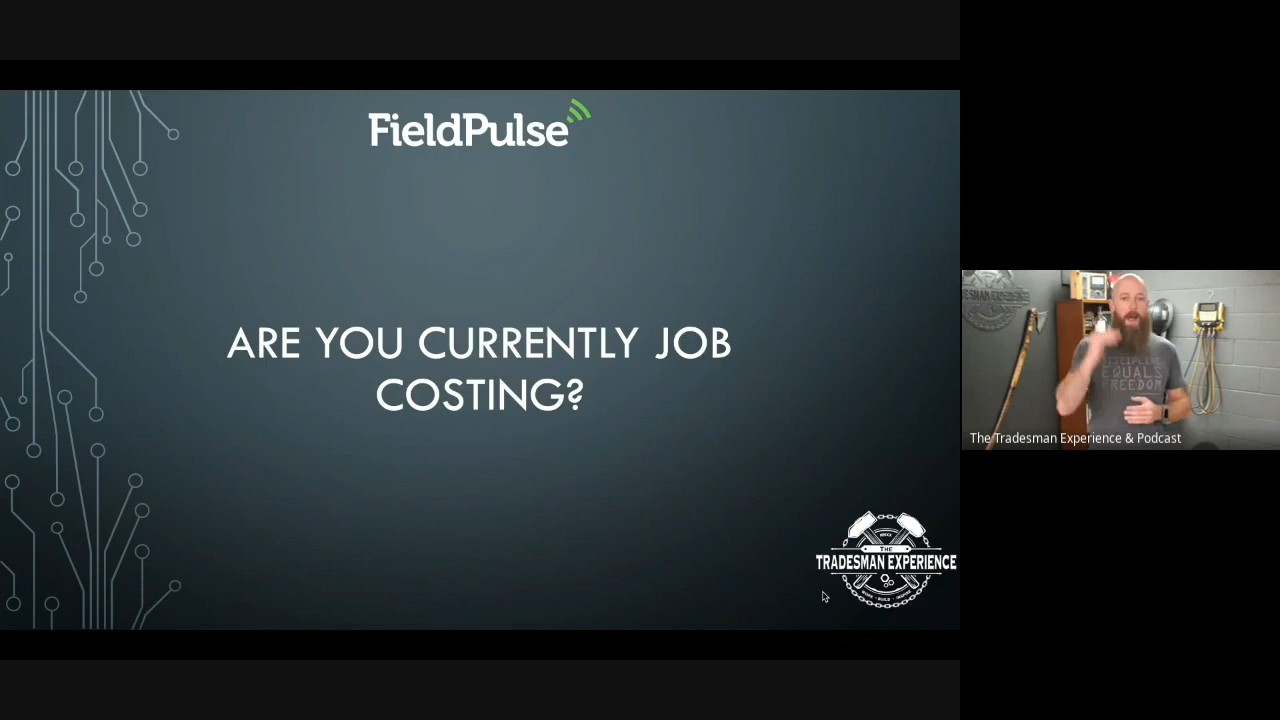 FieldPulse
ARE YOU CURRENTLY JOB
COSTING?
THE
TRADESMAN EXPERIENCE
DISCIPLINE
EQUALS
FREEDOM
The Tradesman Experience & Podcast